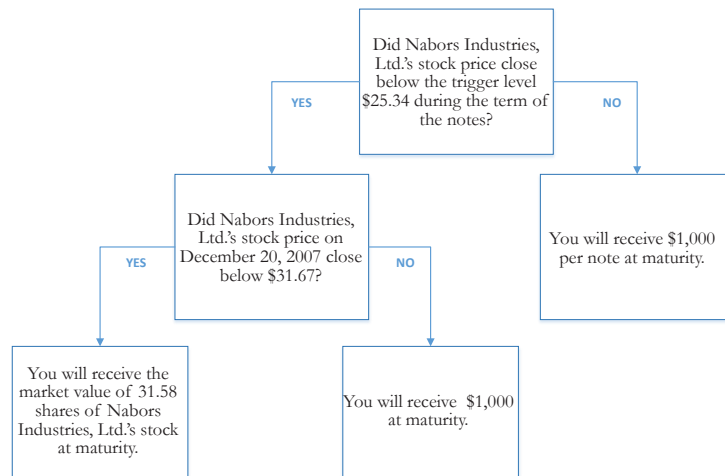 Did Nabors Industries,
Ltd.'s stock price close
below the trigger level
$25.34 during the term of
the notes?
YES
NO
Did Nabors Industries,
Ltd.'s stock price on
December 20, 2007 close
below $31.67?
You will receive $1,000
per note at maturity.
YES
NO
You will receive the
market value of 31.58
shares of Nabors
Industries, Ltd.'s stock
at maturity.
You will receive $1,000
at maturity.